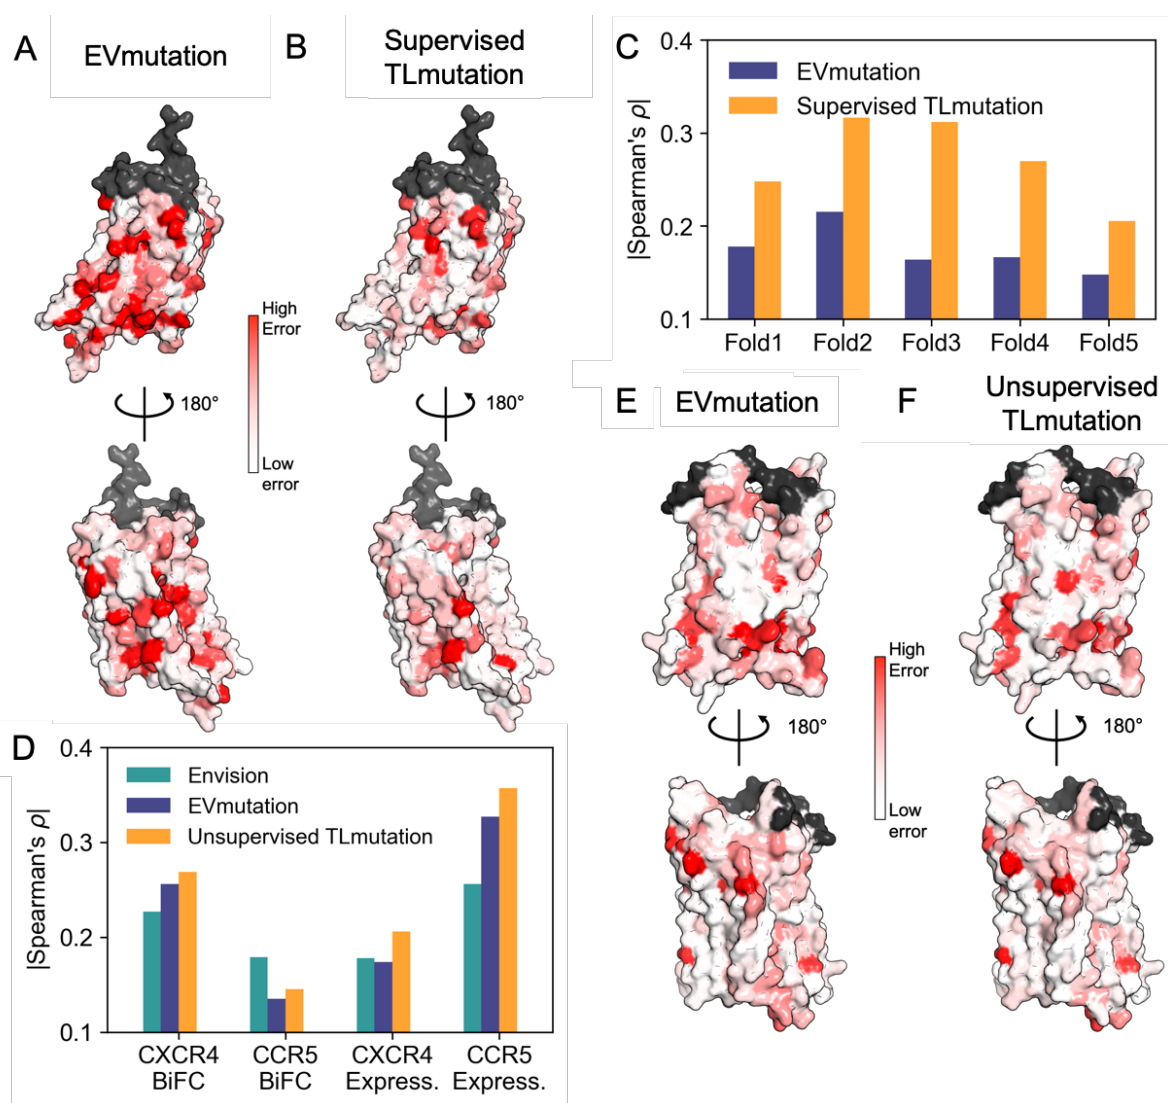 A
EVmutation
B
Supervised
TLmutation
High
Error
Low
error
180°
180°
C
0.4
0.3
0.2
0.1
|Spearman's ρ|
EVmutation
Supervised TLmutation
Fold1 Fold2 Fold3 Fold4 Fold5
D
0.4
0.3
0.2
0.1
|Spearman's ρ|
Envision
EVmutation
Unsupervised TLmutation
CXCR4 CCR5 CXCR4 CCR5
BiFC BiFC Express. Express.
E
EVmutation
F
Unsupervised
TLmutation
High
Error
Low
error
180°
180°